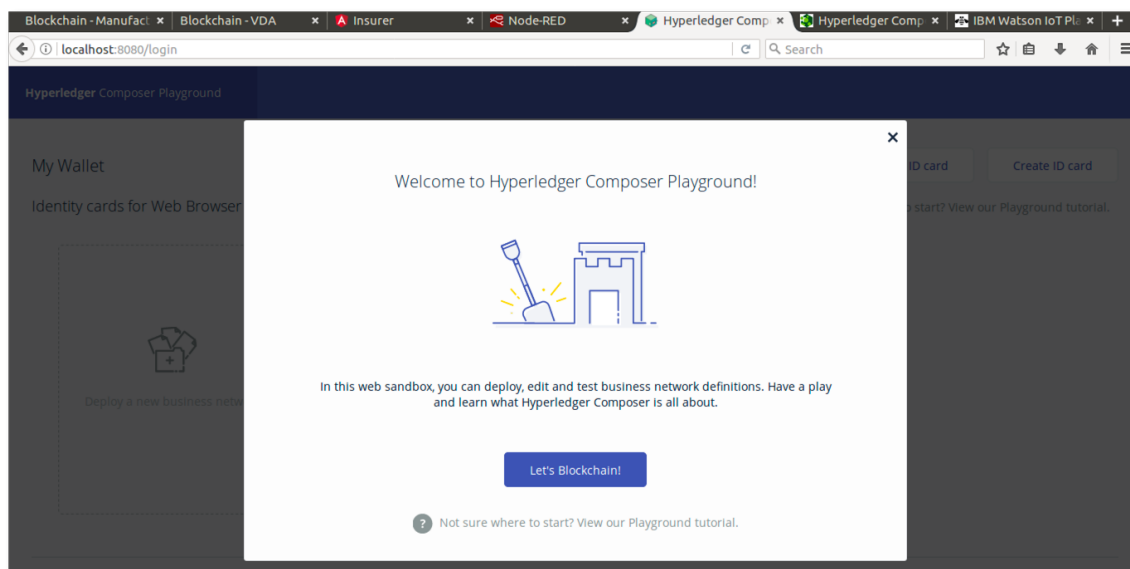 Blockchain - Manufact
Blockchain - VDA
Insurer
Node-RED
Hyperledger Comp
Hyperledger Comp
IBM Watson IoT Pla
localhost:8080/login
Search
Hyperledger Composer Playground
My Wallet
ID card
Create ID card
Identity cards for Web Browser
start? View our Playground tutorial.
Deploy a new business netw
Welcome to Hyperledger Composer Playground!
In this web sandbox, you can deploy, edit and test business network definitions. Have a play
and learn what Hyperledger Composer is all about.
Let's Blockchain!
? Not sure where to start? View our Playground tutorial.